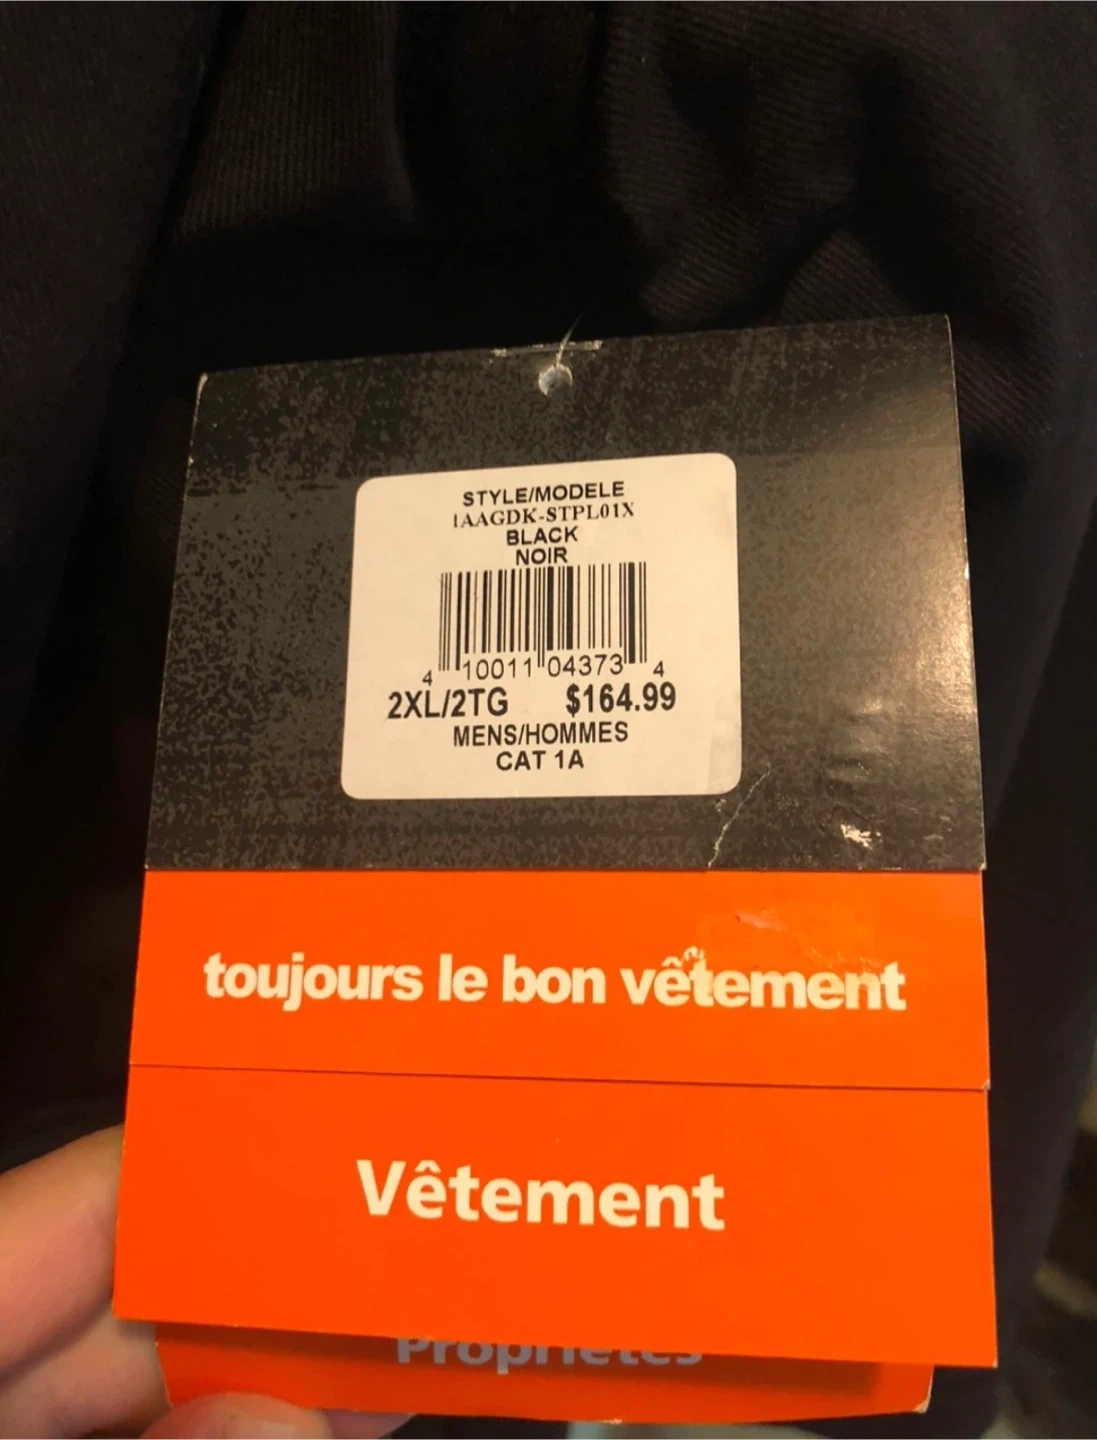 STYLE/MODELE
1AAGDK-STPL01X
BLACK
NOIR
4 10011 04373 4
2XL/2TG $164.99
MENS/HOMMES
CAT 1A
toujours le bon vêtement
Vêtement
Propriétés